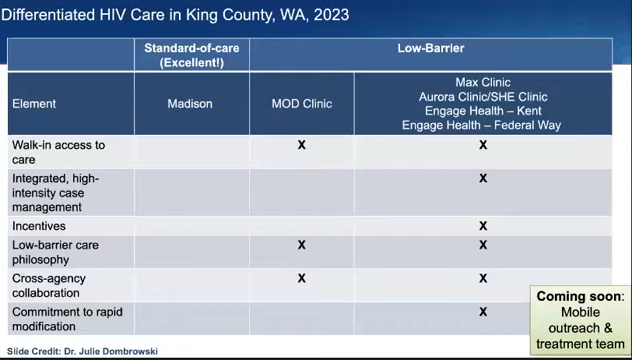 Differentiated HIV Care in King County, WA, 2023
Standard-of-care
(Excellent!)
Low-Barrier
Element
Madison
MOD Clinic
Max Clinic
Aurora Clinic/SHE Clinic
Engage Health – Kent
Engage Health – Federal Way
Walk-in access to
care
X
X
Integrated, high-
intensity case
management
X
Incentives
X
Low-barrier care
philosophy
X
X
Cross-agency
collaboration
X
X
Commitment to rapid
modification
X
Coming soon:
Mobile
outreach &
treatment team
Slide Credit: Dr. Julie Dombrowski